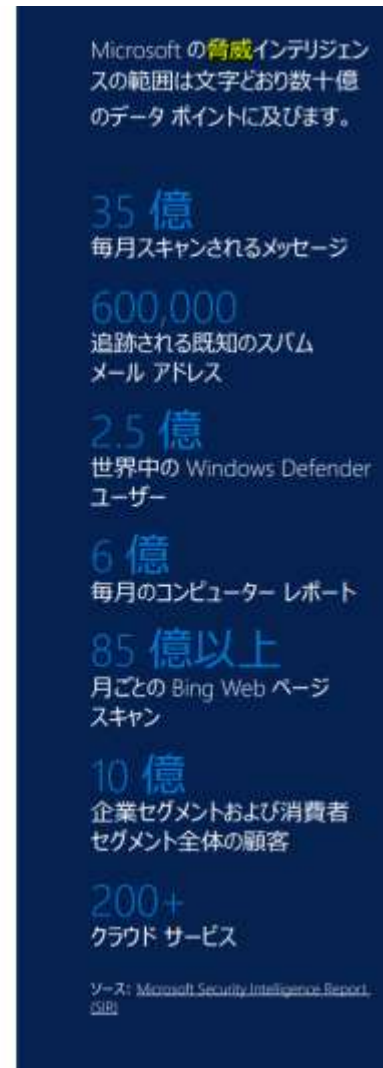 Microsoft の脅威インテリジェン
スの範囲は文字どおり数十億
のデータ ポイントに及びます。
35 億
毎月スキャンされるメッセージ
600,000
追跡される既知のスパム
メール アドレス
2.5 億
世界中の Windows Defender
ユーザー
6 億
毎月のコンピューター レポート
85 億以上
月ごとの Bing Web ページ
スキャン
10 億
企業セグメントおよび消費者
セグメント全体の顧客
200+
クラウド サービス
ソース: Microsoft Security Intelligence Report
(SIR)